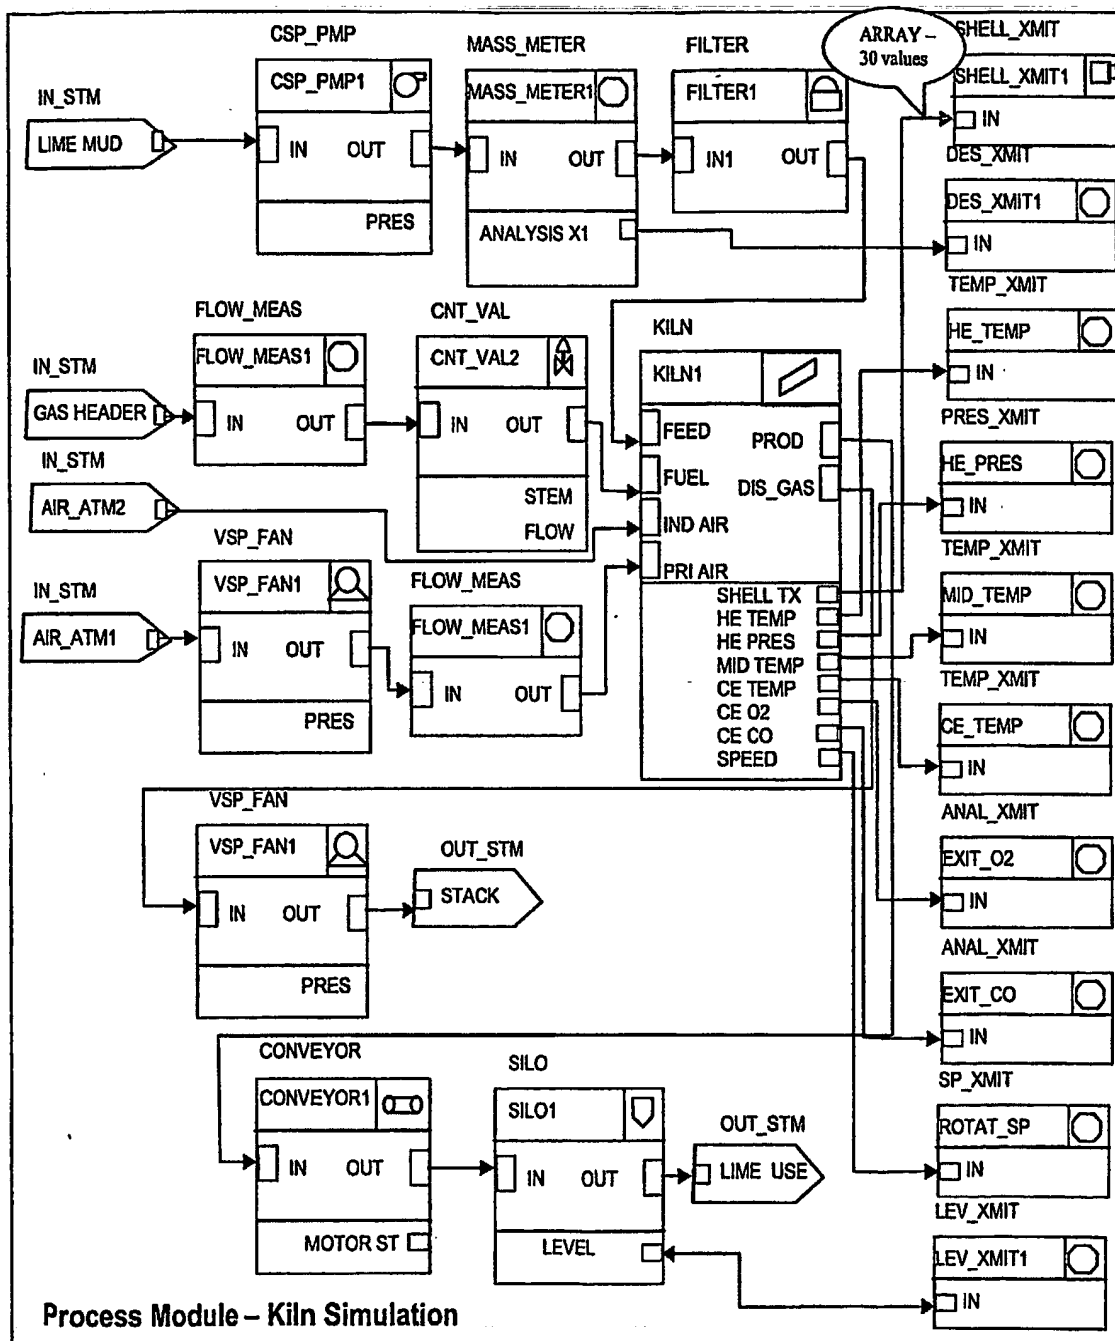 CSP_PMP
CSP_PMP1
IN OUT
PRES
MASS_METER
MASS_METER1
IN OUT
ANALYSIS X1
FILTER
FILTER1
IN1 OUT
ARRAY –
30 values
SHELL_XMIT
SHELL_XMIT1
IN
IN_STM
LIME MUD
DES_XMIT
DES_XMIT1
IN
FLOW_MEAS
FLOW_MEAS1
IN OUT
CNT_VAL
CNT_VAL2
IN OUT
STEM
FLOW
KILN
KILN1
FEED
FUEL
IND AIR
PRI AIR
PROD
DIS_GAS
SHELL TX
HE TEMP
HE PRES
MID TEMP
CE TEMP
CE O2
CE CO
SPEED
TEMP_XMIT
HE_TEMP
IN
IN_STM
GAS HEADER
IN_STM
AIR_ATM2
PRES_XMIT
HE_PRES
IN
VSP_FAN
VSP_FAN1
IN OUT
PRES
FLOW_MEAS
FLOW_MEAS1
IN OUT
TEMP_XMIT
MID_TEMP
IN
IN_STM
AIR_ATM1
TEMP_XMIT
CE_TEMP
IN
VSP_FAN
VSP_FAN1
IN OUT
PRES
OUT_STM
STACK
ANAL_XMIT
EXIT_O2
IN
ANAL_XMIT
EXIT_CO
IN
CONVEYOR
CONVEYOR1
IN OUT
MOTOR ST
SILO
SILO1
IN OUT
LEVEL
OUT_STM
LIME USE
SP_XMIT
ROTAT_SP
IN
LEV_XMIT
LEV_XMIT1
IN
Process Module – Kiln Simulation